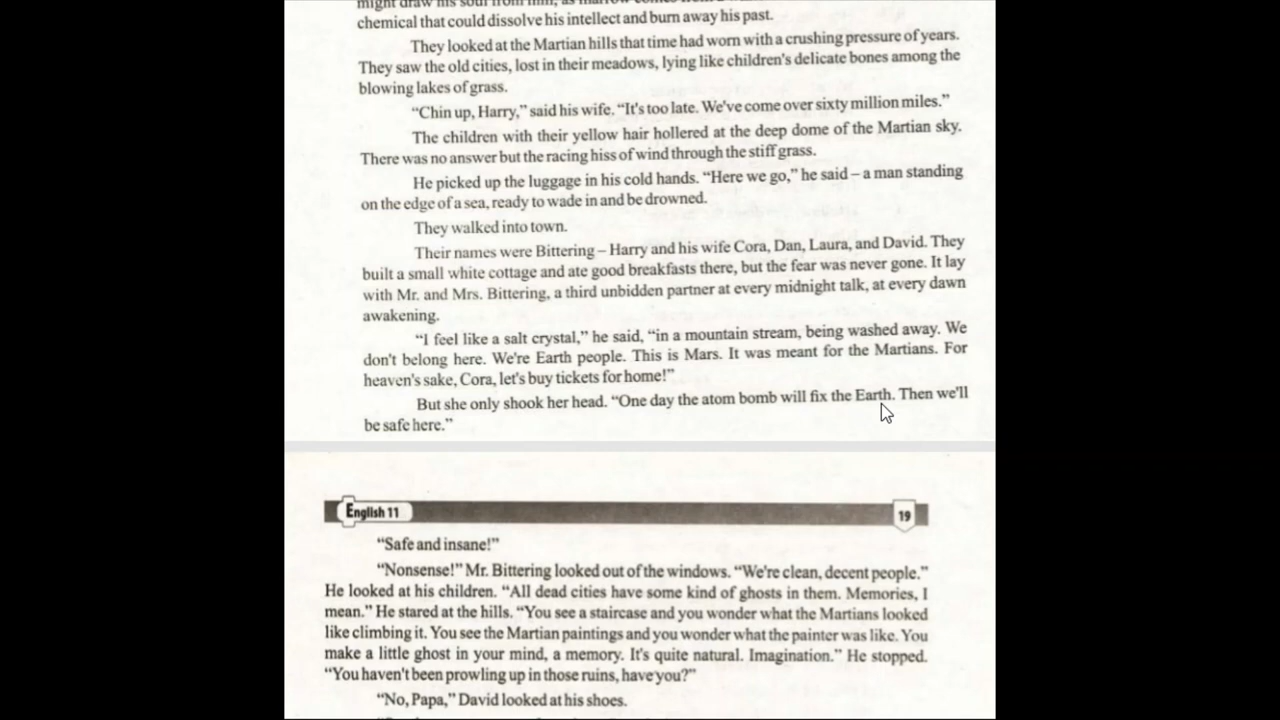 chemical that could dissolve his intellect and burn away his past.
They looked at the Martian hills that time had worn with a crushing pressure of years.
They saw the old cities, lost in their meadows, lying like children's delicate bones among the
blowing lakes of grass.
“Chin up, Harry,” said his wife. “It's too late. We've come over sixty million miles.”
The children with their yellow hair hollered at the deep dome of the Martian sky.
There was no answer but the racing hiss of wind through the stiff grass.
He picked up the luggage in his cold hands. “Here we go,” he said – a man standing
on the edge of a sea, ready to wade in and be drowned.
They walked into town.
Their names were Bittering – Harry and his wife Cora, Dan, Laura, and David. They
built a small white cottage and ate good breakfasts there, but the fear was never gone. It lay
with Mr. and Mrs. Bittering, a third unbidden partner at every midnight talk, at every dawn
awakening.
“I feel like a salt crystal,” he said, “in a mountain stream, being washed away. We
don't belong here. We're Earth people. This is Mars. It was meant for the Martians. For
heaven's sake, Cora, let's buy tickets for home!”
But she only shook her head. “One day the atom bomb will fix the Earth. Then we'll
be safe here.”
English 11
19
“Safe and insane!”
“Nonsense!” Mr. Bittering looked out of the windows. “We're clean, decent people.”
He looked at his children. “All dead cities have some kind of ghosts in them. Memories, I
mean.” He stared at the hills. “You see a staircase and you wonder what the Martians looked
like climbing it. You see the Martian paintings and you wonder what the painter was like. You
make a little ghost in your mind, a memory. It's quite natural. Imagination.” He stopped.
“You haven't been prowling up in those ruins, have you?”
“No, Papa,” David looked at his shoes.